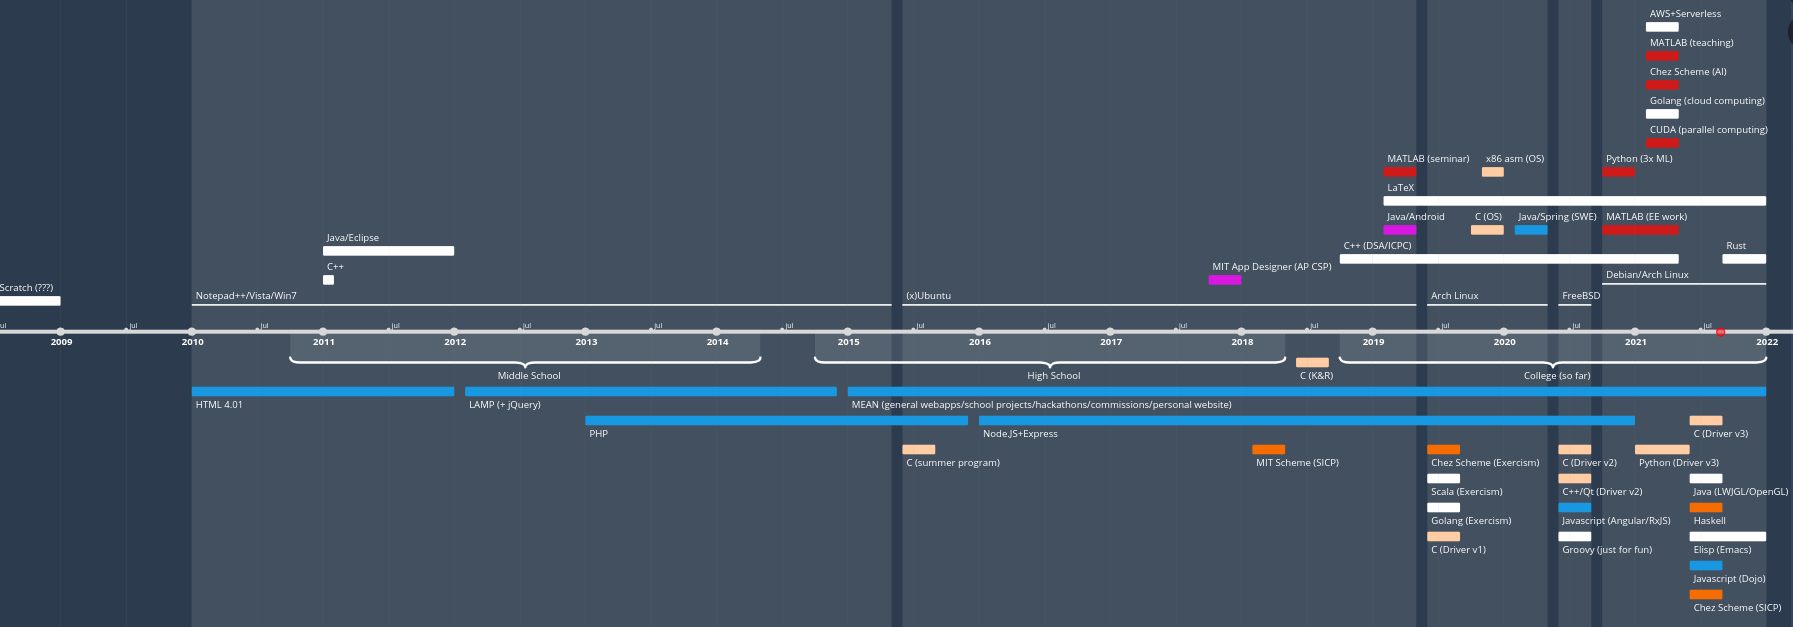 AWS+Serverless
MATLAB (teaching)
Chez Scheme (AI)
Golang (cloud computing)
CUDA (parallel computing)
MATLAB (seminar) x86 asm (OS) Python (3x ML)
LaTeX
Java/Android C (OS) Java/Spring (SWE) MATLAB (EE work)
Java/Eclipse C++ (DSA/ICPC) Rust
C++ MIT App Designer (AP CSP) Debian/Arch Linux
Scratch (???)
Notepad++/Vista/Win7 (x)Ubuntu Arch Linux FreeBSD
ul Jul Jul Jul Jul Jul Jul Jul Jul Jul Jul Jul Jul Jul
2009 2010 2011 2012 2013 2014 2015 2016 2017 2018 2019 2020 2021 2022
Middle School High School C (K&R) College (so far)
HTML 4.01 LAMP (+ jQuery) MEAN (general webapps/school projects/hackathons/commissions/personal website)
PHP NodeJS+Express C (Driver v3)
C (summer program) MIT Scheme (SICP) Chez Scheme (Exercism) C (Driver v2) Python (Driver v3)
Scala (Exercism) C++/Qt (Driver v2) Java (LWJGL/OpenGL)
Golang (Exercism) Javascript (Angular/RxJS) Haskell
C (Driver v1) Groovy (just for fun) Elisp (Emacs)
Javascript (Dojo)
Chez Scheme (SICP)